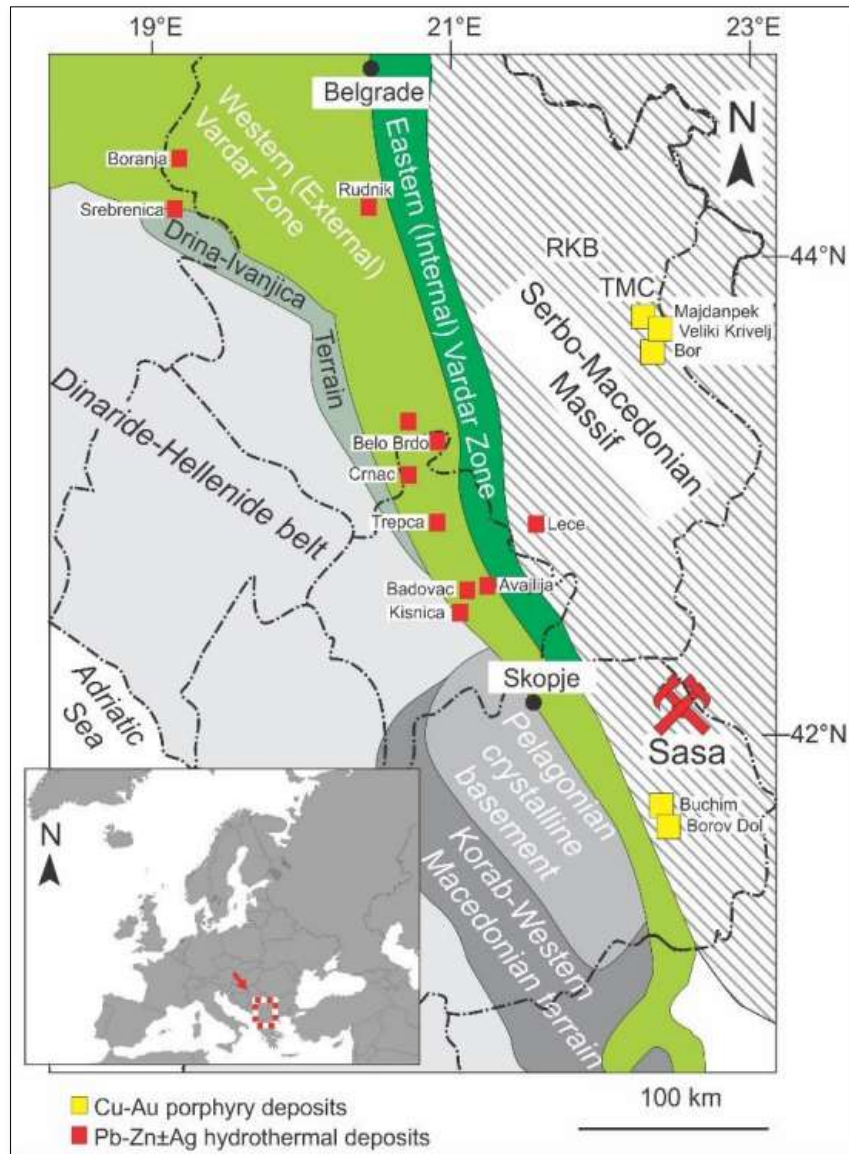 19°E
21°E
23°E
Belgrade
N
Western (External)
Vardar Zone
Eastern (Internal) Vardar Zone
Boranja
Rudnik
Srebrenica
Drina-Ivanjica
Terrain
RKB
44°N
TMC
Majdanpek
Veliki Krivelj
Bor
Serbo-Macedonian
Massif
Dinaride-Hellenide belt
Belo Brdo
Crnac
Trepca
Lece
Badovac
Kisnica
Skopje
Adriatic
Sea
42°N
Sasa
Pelagonian
crystalline
basement
Buchim
Borov Dol
Korab-Western
Macedonian terrain
N
Cu-Au porphyry deposits
Pb-Zn±Ag hydrothermal deposits
100 km